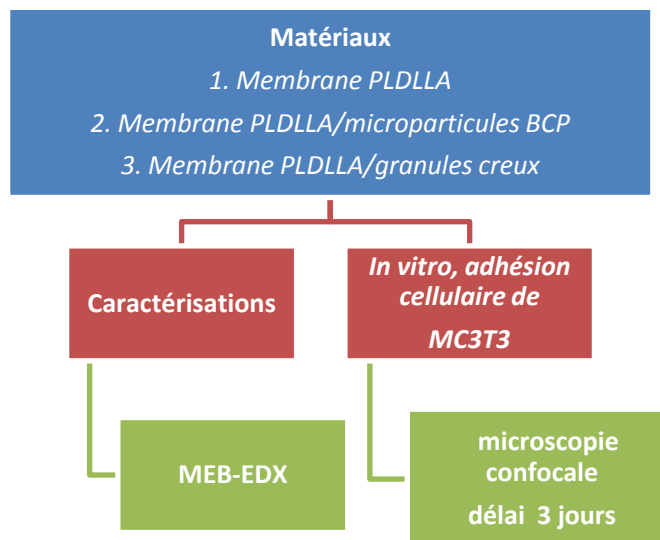 Matériaux
1. Membrane PLDLLA
2. Membrane PLDLLA/microparticules BCP
3. Membrane PLDLLA/granules creux
Caractérisations
In vitro, adhésion
cellulaire de
MC3T3
MEB-EDX
microscopie
confocale
délai 3 jours